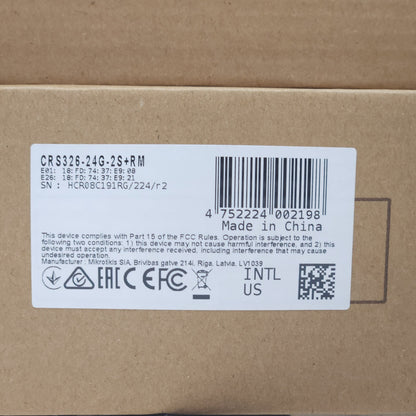 CRS326-24G-2S+RM
E01: 18:FD:74:37:E9:08
E26: 18:FD:74:37:E9:21
SN : HCR08C191RG/224/r2
4 752224 002198
Made in China
This device complies with Part 15 of the FCC Rules. Operation is subject to the
following two conditions: 1) this device may not cause harmful interference, and 2) this
device must accept any interference received, including interference that may cause
undesired operation.
Manufacturer : Mikrotikls SIA, Brivibas gatve 214i, Riga, Latvia, LV1039
EAC CE FC
INTL
US